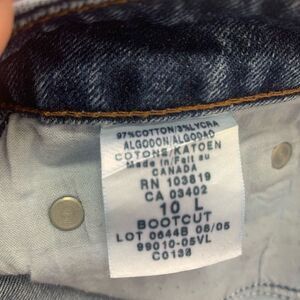 97%COTTON/3%LYCRA
ALGODON/ALGODAO
COTONE/KATOEN
Made in/Fait au
CANADA
RN 103819
CA 03402
10 L
BOOTCUT
LOT 0644B 08/05
99010-05VL
C0138